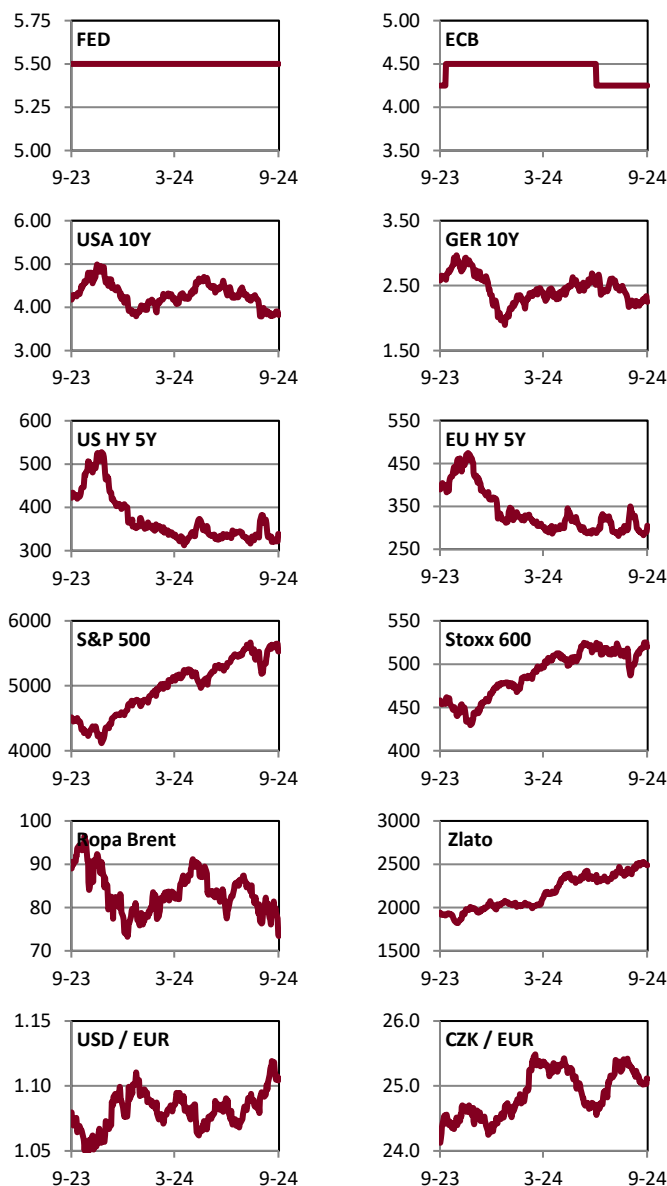 FED
5.75
5.50
5.25
5.00
9-23 3-24 9-24
ECB
5.00
4.50
4.00
3.50
9-23 3-24 9-24
USA 10Y
6.00
5.00
4.00
3.00
9-23 3-24 9-24
GER 10Y
3.50
2.50
1.50
9-23 3-24 9-24
US HY 5Y
600
500
400
300
9-23 3-24 9-24
EU HY 5Y
550
450
350
250
9-23 3-24 9-24
S&P 500
6000
5000
4000
9-23 3-24 9-24
Stoxx 600
550
500
450
400
9-23 3-24 9-24
Ropa Brent
100
90
80
70
9-23 3-24 9-24
Zlato
3000
2500
2000
1500
9-23 3-24 9-24
USD / EUR
1.15
1.10
1.05
9-23 3-24 9-24
CZK / EUR
26.0
25.0
24.0
9-23 3-24 9-24